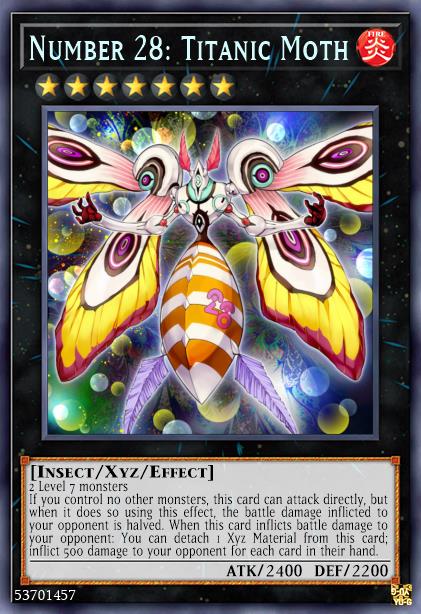 Number 28: Titanic Moth
FIRE
炎
28
[Insect/Xyz/Effect]
2 Level 7 monsters
If you control no other monsters, this card can attack directly, but
when it does so using this effect, the battle damage inflicted to
your opponent is halved. When this card inflicts battle damage to
your opponent: You can detach 1 Xyz Material from this card;
inflict 500 damage to your opponent for each card in their hand.
ATK/2400 DEF/2200
53701457